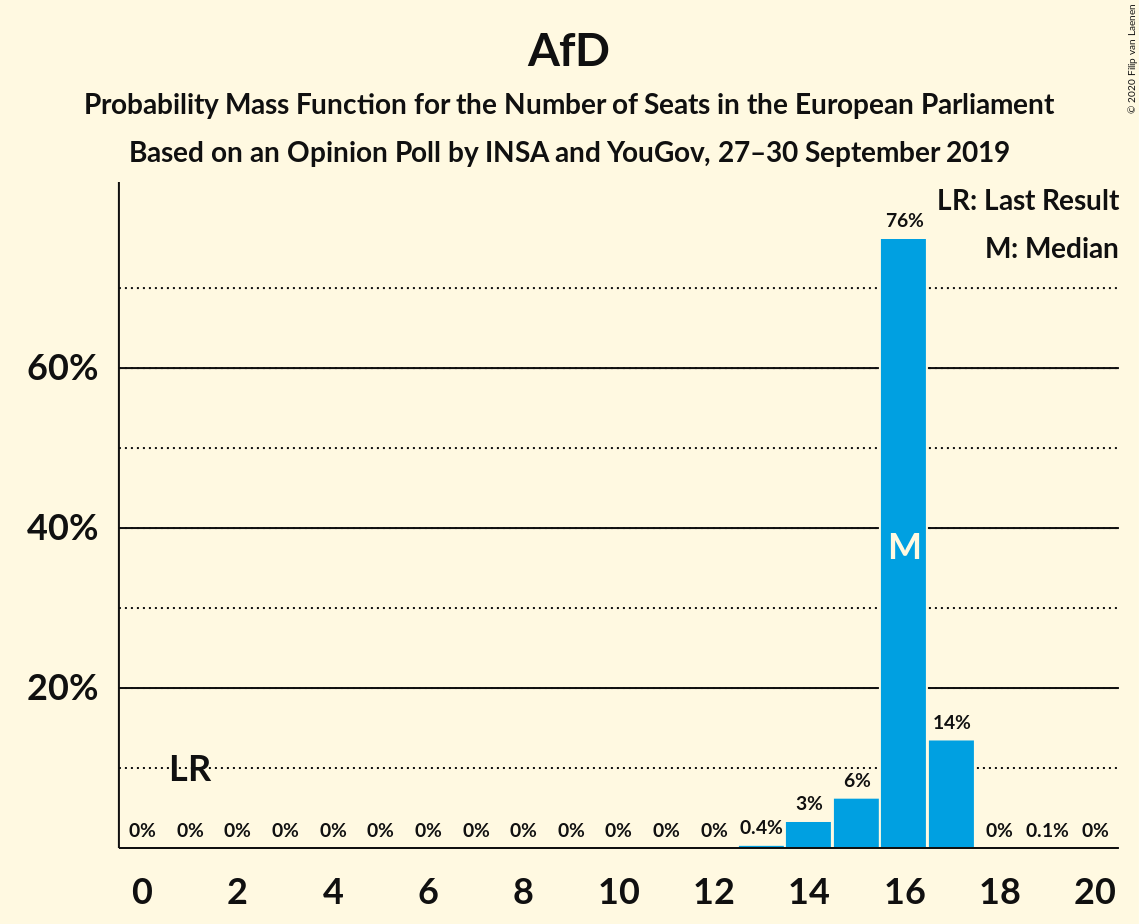 AfD
Probability Mass Function for the Number of Seats in the European Parliament
Based on an Opinion Poll by INSA and YouGov, 27–30 September 2019
© 2020 Filip van Laenen
LR: Last Result
M: Median
76%
60%
40%
M
20%
14%
LR
6%
3%
0% 0% 0% 0% 0% 0% 0% 0% 0% 0% 0% 0% 0% 0.4% 0% 0.1% 0%
0 2 4 6 8 10 12 14 16 18 20